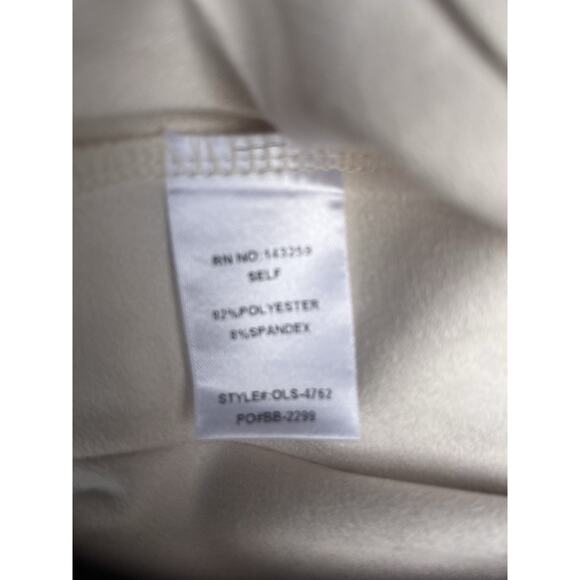 RN NO:143259
SELF
92%POLYESTER
8%SPANDEX
STYLE#:OLS-4762
PO#BB-2299